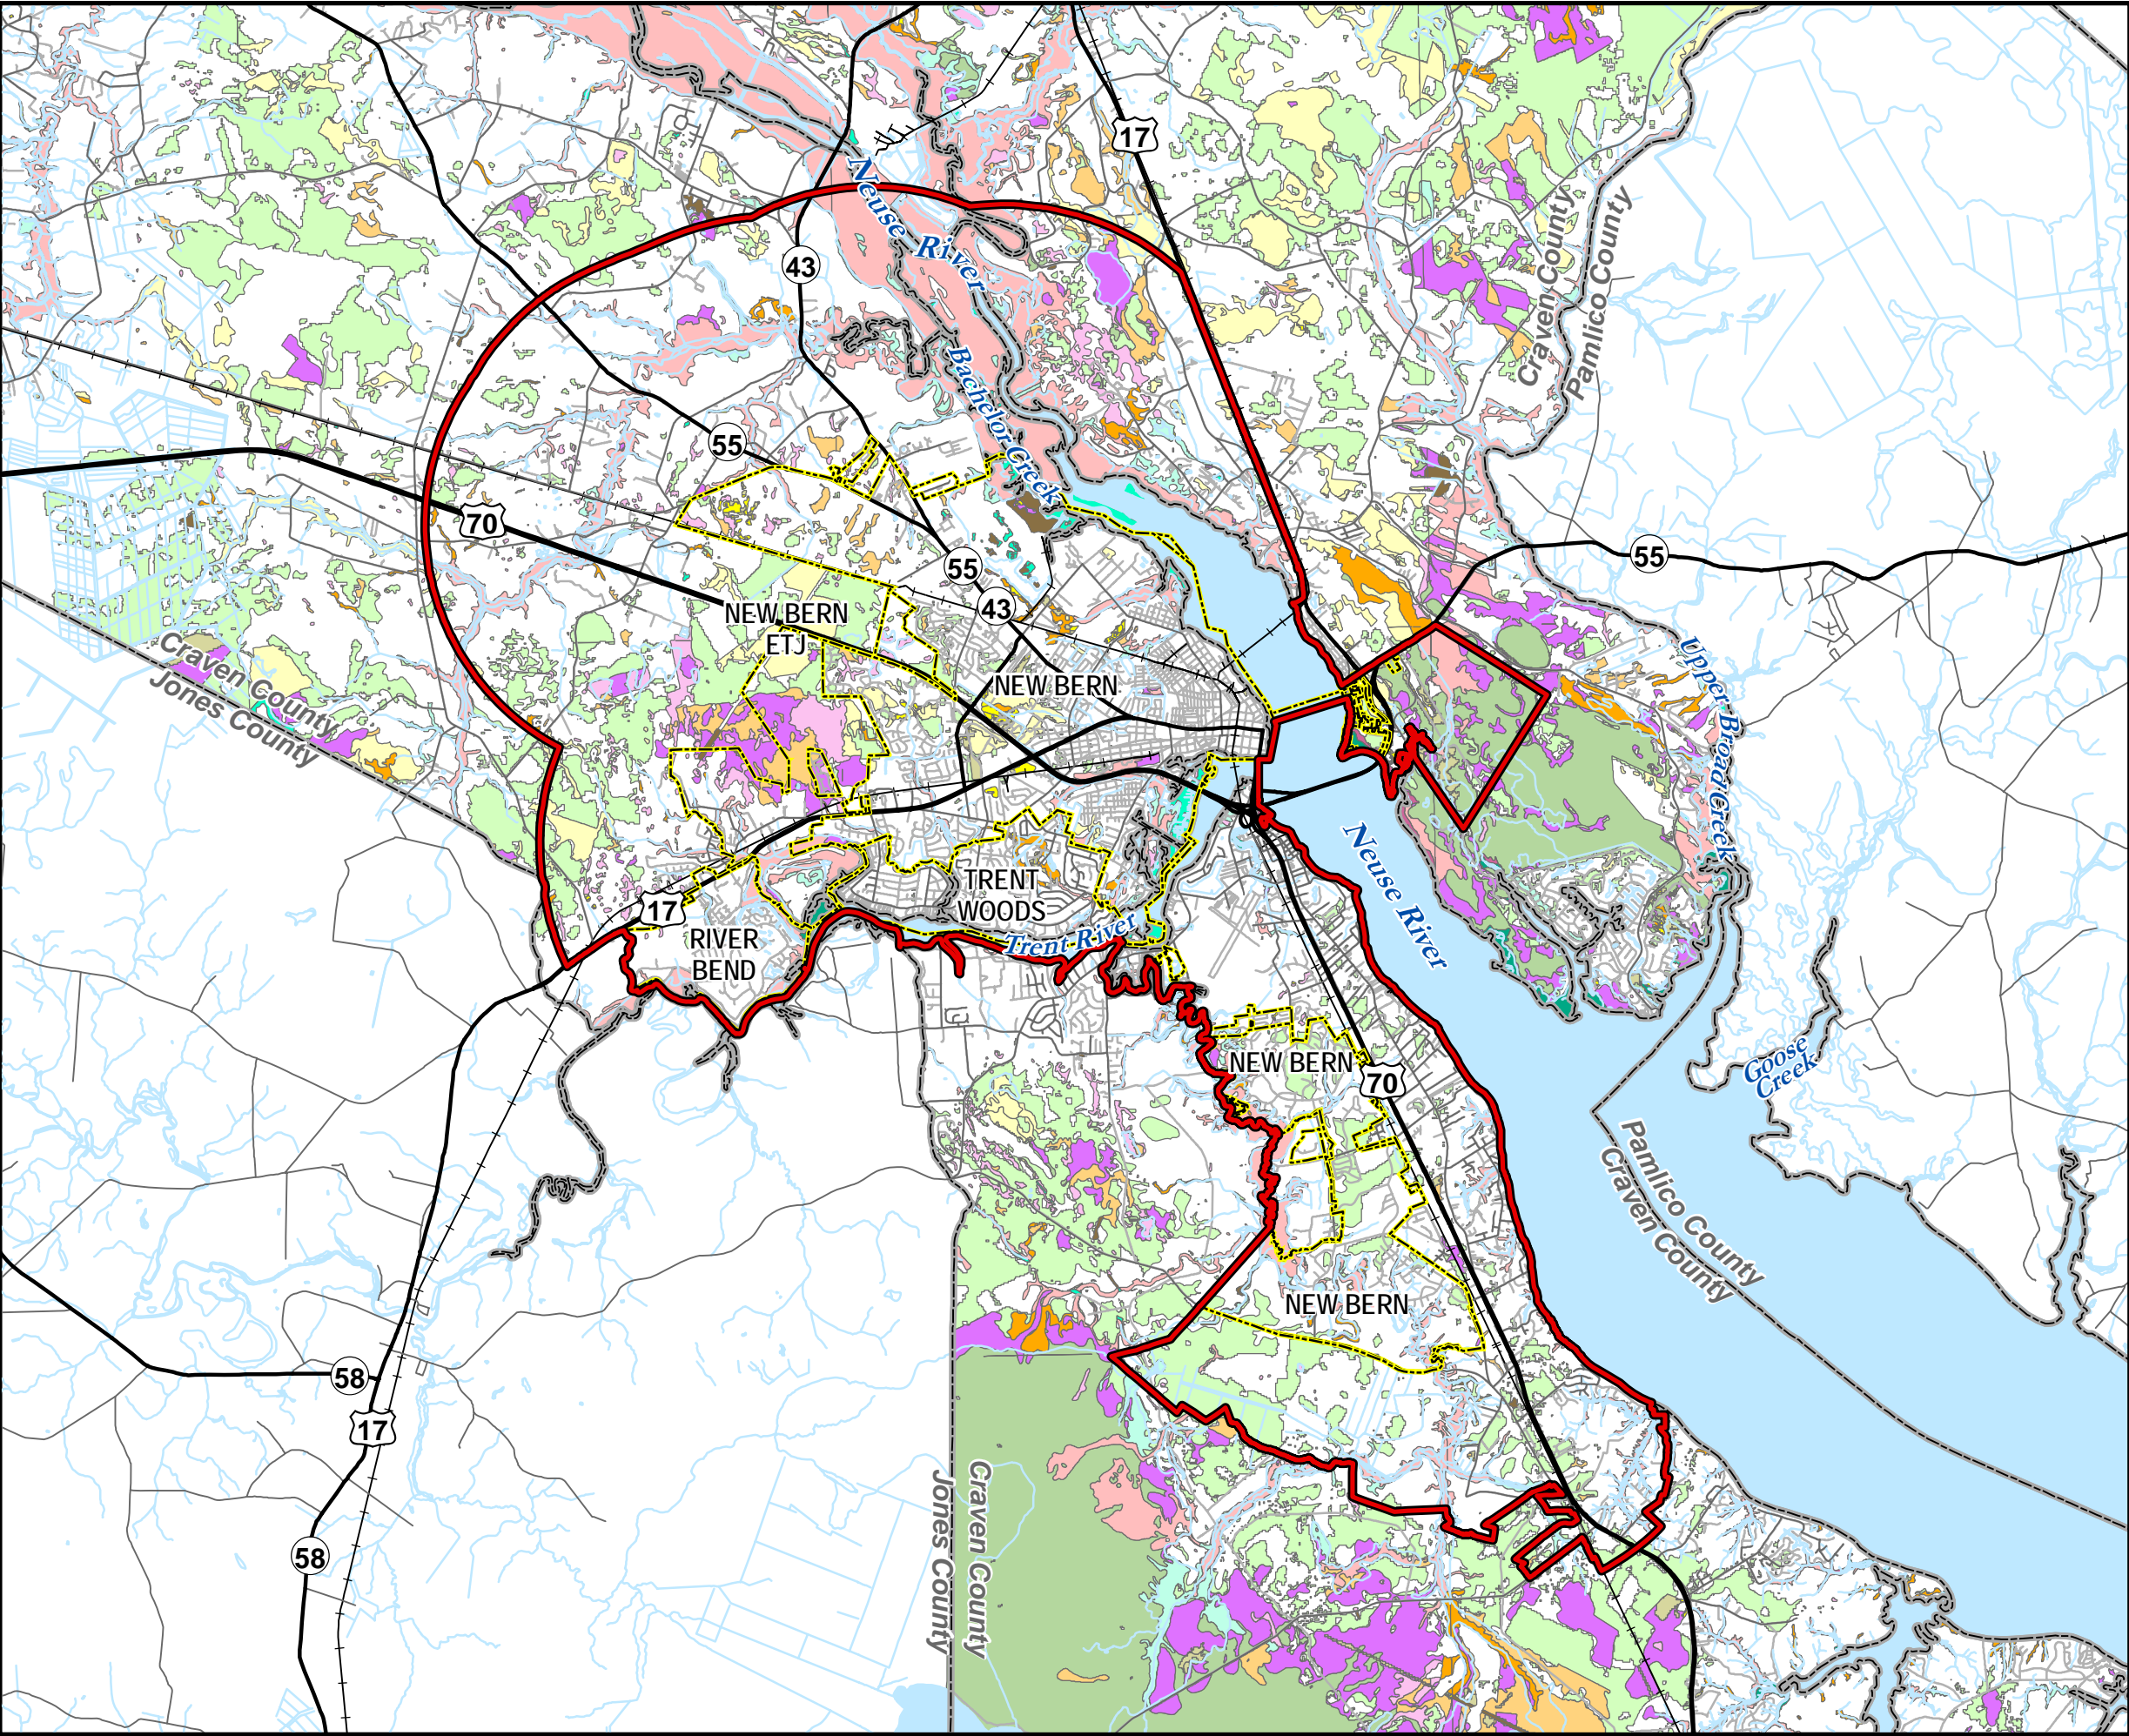 17
Neuse River
43
Craven County
Pamlico County
Bachelor Creek
55
70
55
55
43
NEW BERN
ETJ
NEW BERN
Craven County
Jones County
Upper Broad Creek
Neuse River
TRENT
WOODS
17
RIVER
BEND
Trent River
NEW BERN
70
Goose
Creek
Pamlico County
Craven County
NEW BERN
58
17
Craven County
Jones County
58